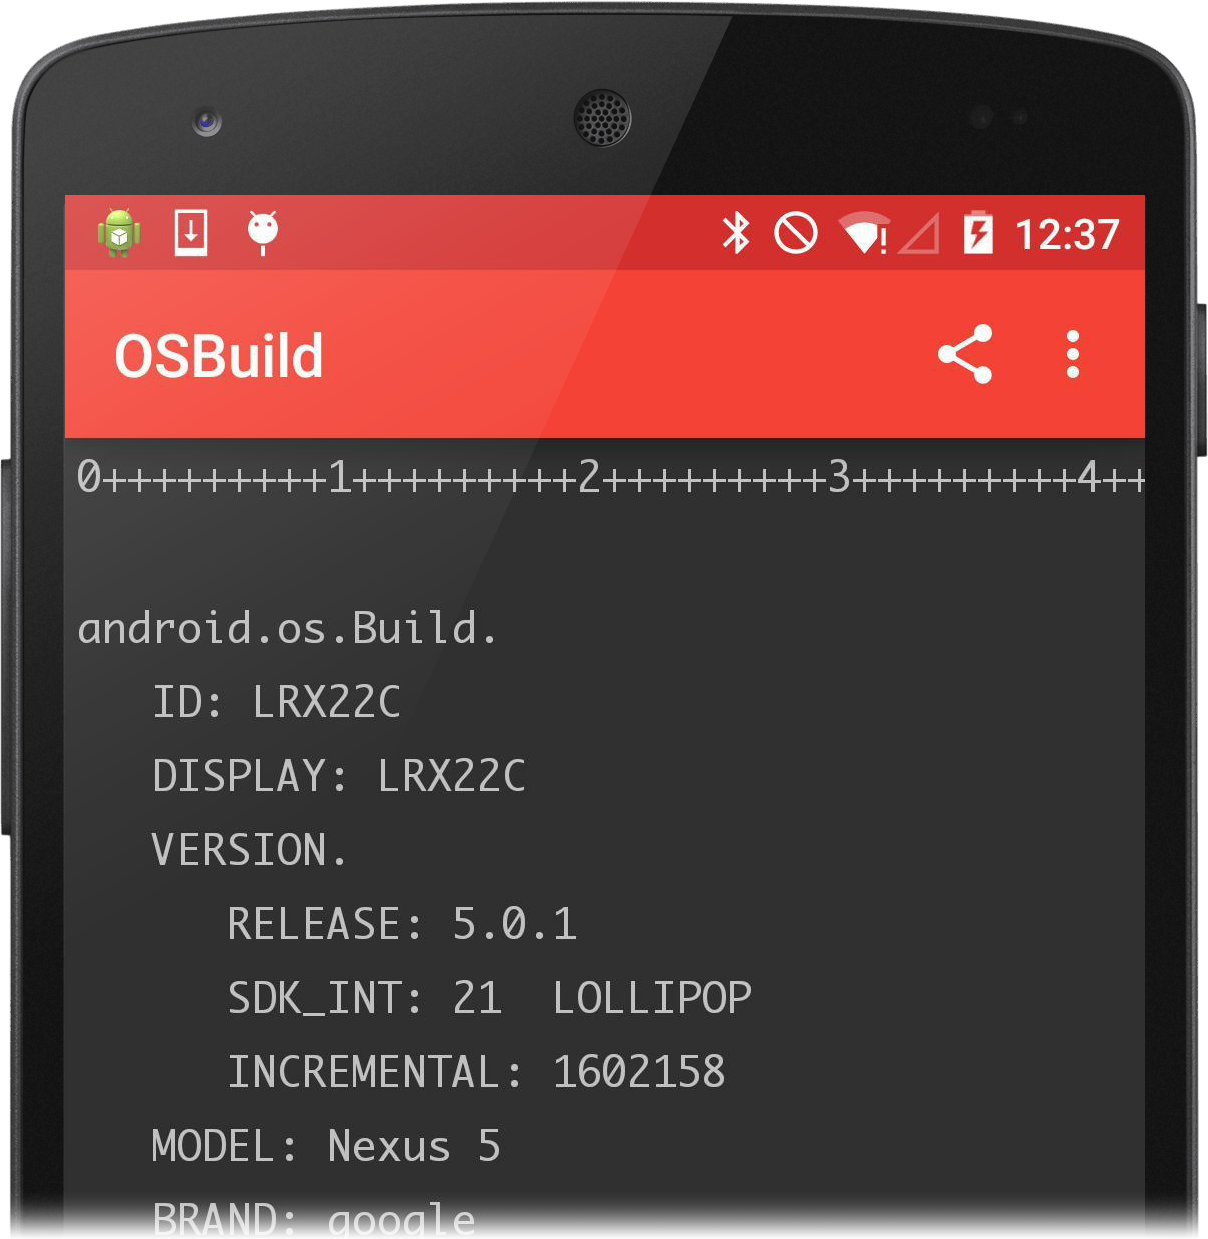 12:37
OSBuild
0+++++++++1+++++++++2+++++++++3+++++++++4++
android.os.Build.
ID: LRX22C
DISPLAY: LRX22C
VERSION.
RELEASE: 5.0.1
SDK_INT: 21  LOLLIPOP
INCREMENTAL: 1602158
MODEL: Nexus 5
BRAND: google